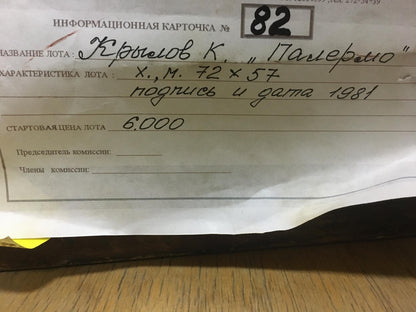 ИНФОРМАЦИОННАЯ КАРТОЧКА № 82
НАЗВАНИЕ ЛОТА: Крылов К. „Палермо"
ХАРАКТЕРИСТИКА ЛОТА: х., м. 72 × 57
подпись и дата 1981
СТАРТОВАЯ ЦЕНА ЛОТА 6.000
Председатель комиссии:
Члены комиссии: